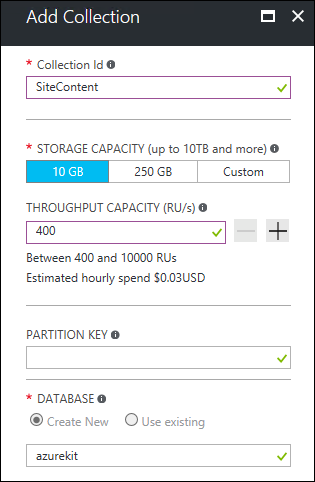 Add Collection
* Collection Id
SiteContent
* STORAGE CAPACITY (up to 10TB and more)
10 GB 250 GB Custom
THROUGHPUT CAPACITY (RU/s)
400
Between 400 and 10000 RUs
Estimated hourly spend $0.03USD
PARTITION KEY
* DATABASE
Create New Use existing
azurekit